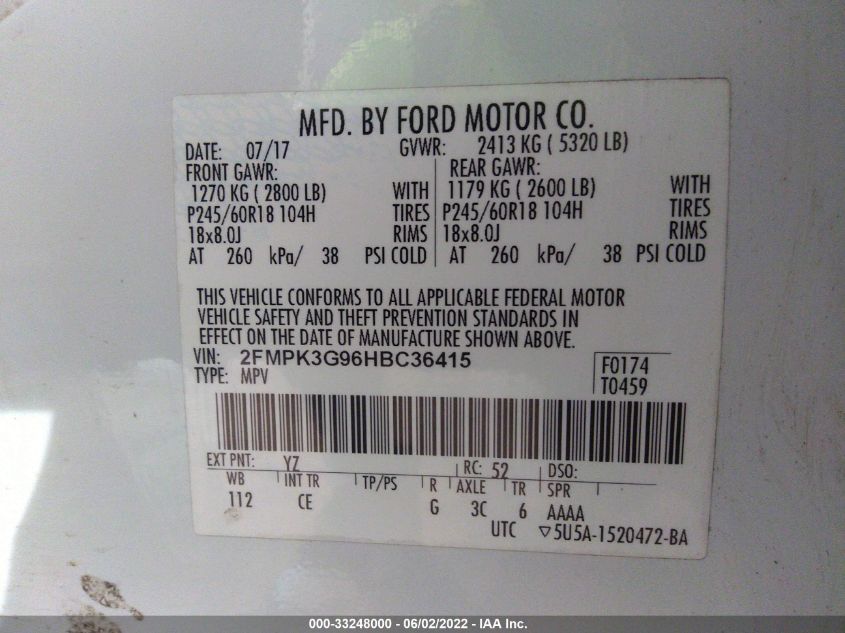 MFD. BY FORD MOTOR CO.
DATE: 07/17 GVWR: 2413 KG ( 5320 LB)
FRONT GAWR: REAR GAWR:
1270 KG ( 2800 LB) WITH 1179 KG ( 2600 LB) WITH
P245/60R18 104H TIRES P245/60R18 104H TIRES
18x8.0J RIMS 18x8.0J RIMS
AT 260 kPa/ 38 PSI COLD AT 260 kPa/ 38 PSI COLD
THIS VEHICLE CONFORMS TO ALL APPLICABLE FEDERAL MOTOR
VEHICLE SAFETY AND THEFT PREVENTION STANDARDS IN
EFFECT ON THE DATE OF MANUFACTURE SHOWN ABOVE.
VIN: 2FMPK3G96HBC36415 F0174
TYPE: MPV T0459
EXT PNT: YZ RC: 52 DSO:
WB INT TR TP/PS R AXLE TR SPR
112 CE G 3C 6 AAAA
UTC ▽5U5A-1520472-BA
000-33248000 - 06/02/2022 - IAA Inc.